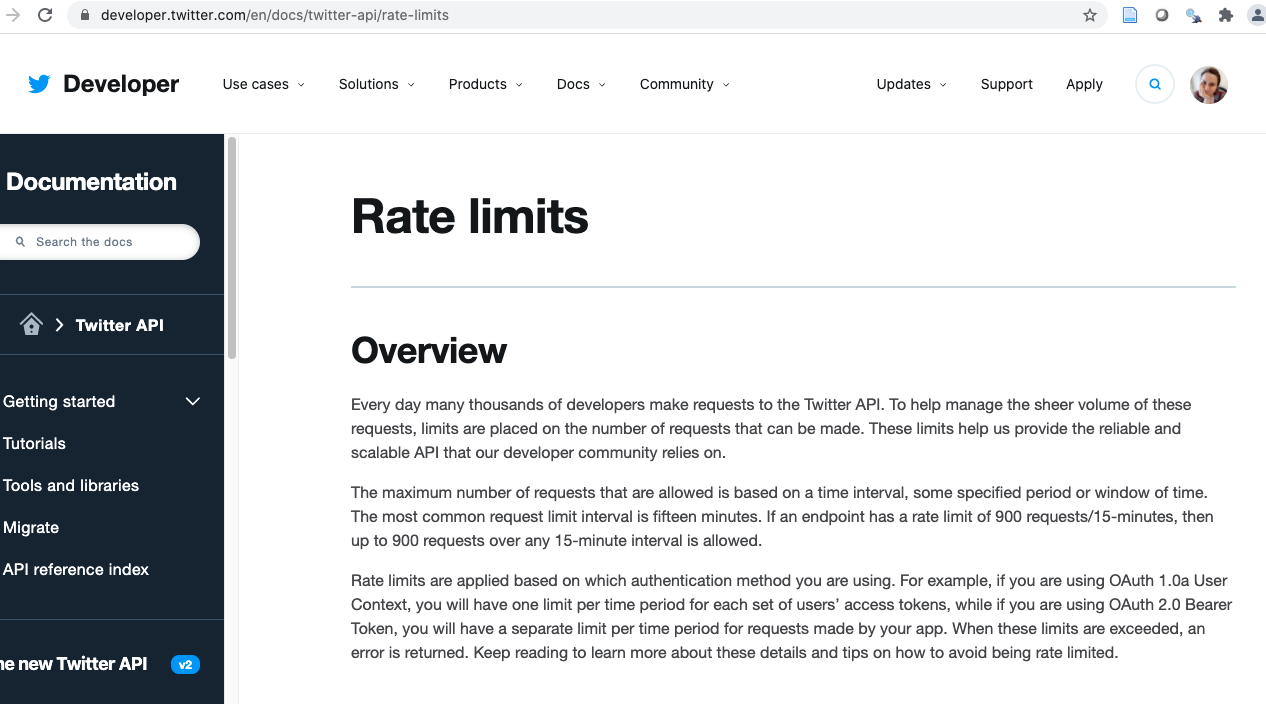 developer.twitter.com/en/docs/twitter-api/rate-limits
Developer
Use cases
Solutions
Products
Docs
Community
Updates
Support
Apply
Documentation
Search the docs
Twitter API
Getting started
Tutorials
Tools and libraries
Migrate
API reference index
new Twitter API v2
Rate limits
Overview
Every day many thousands of developers make requests to the Twitter API. To help manage the sheer volume of these
requests, limits are placed on the number of requests that can be made. These limits help us provide the reliable and
scalable API that our developer community relies on.
The maximum number of requests that are allowed is based on a time interval, some specified period or window of time.
The most common request limit interval is fifteen minutes. If an endpoint has a rate limit of 900 requests/15-minutes, then
up to 900 requests over any 15-minute interval is allowed.
Rate limits are applied based on which authentication method you are using. For example, if you are using OAuth 1.0a User
Context, you will have one limit per time period for each set of users’ access tokens, while if you are using OAuth 2.0 Bearer
Token, you will have a separate limit per time period for requests made by your app. When these limits are exceeded, an
error is returned. Keep reading to learn more about these details and tips on how to avoid being rate limited.